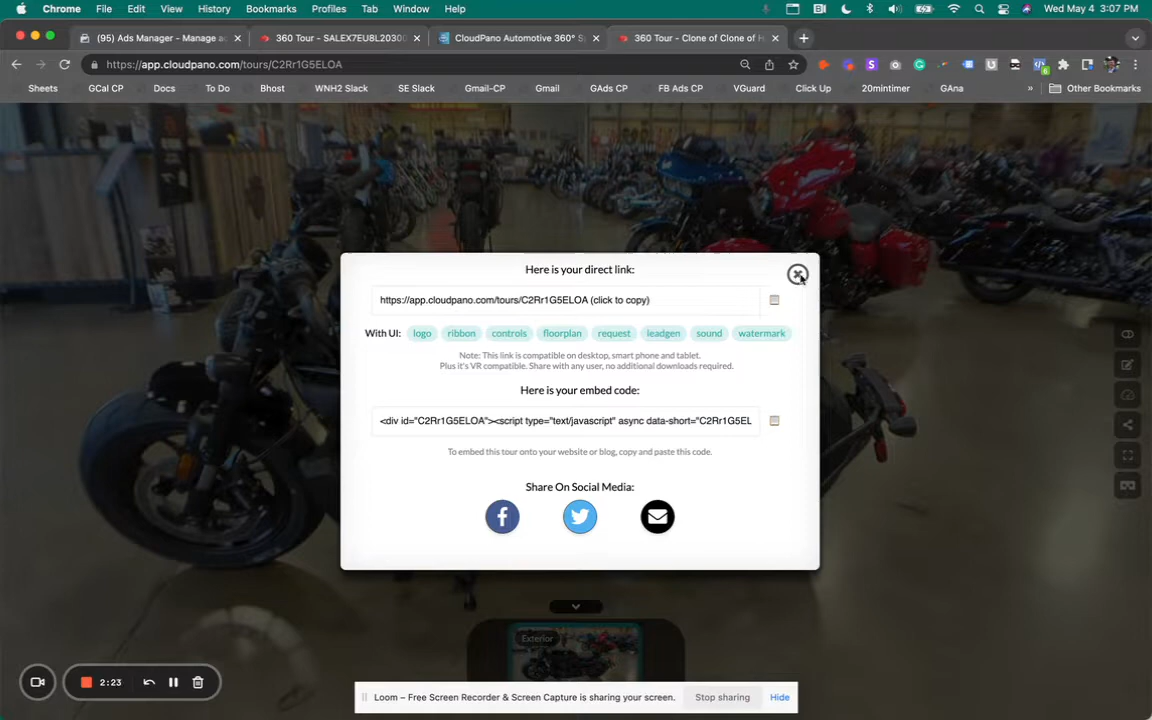 Chrome File Edit View History Bookmarks Profiles Tab Window Help Wed May 4 3:07 PM
(95) Ads Manager - Manage a
360 Tour - SALEX7EU8L20300
CloudPano Automotive 360° S
360 Tour - Clone of Clone of H
https://app.cloudpano.com/tours/C2Rr1G5ELOA
Sheets GCal CP Docs To Do Bhost WNH2 Slack SE Slack Gmail-CP Gmail GAds CP FB Ads CP VGuard Click Up 20mintimer GAna » Other Bookmarks
Here is your direct link:
https://app.cloudpano.com/tours/C2Rr1G5ELOA (click to copy)
With UI: logo ribbon controls floorplan request leadgen sound watermark
Note: This link is compatible on desktop, smart phone and tablet.
Plus it's VR compatible. Share with any user, no additional downloads required.
Here is your embed code:
<div id="C2Rr1G5ELOA"><script type="text/javascript" async data-short="C2Rr1G5EL
To embed this tour onto your website or blog, copy and paste this code.
Share On Social Media:
Exterior
2:23
Loom – Free Screen Recorder & Screen Capture is sharing your screen. Stop sharing Hide